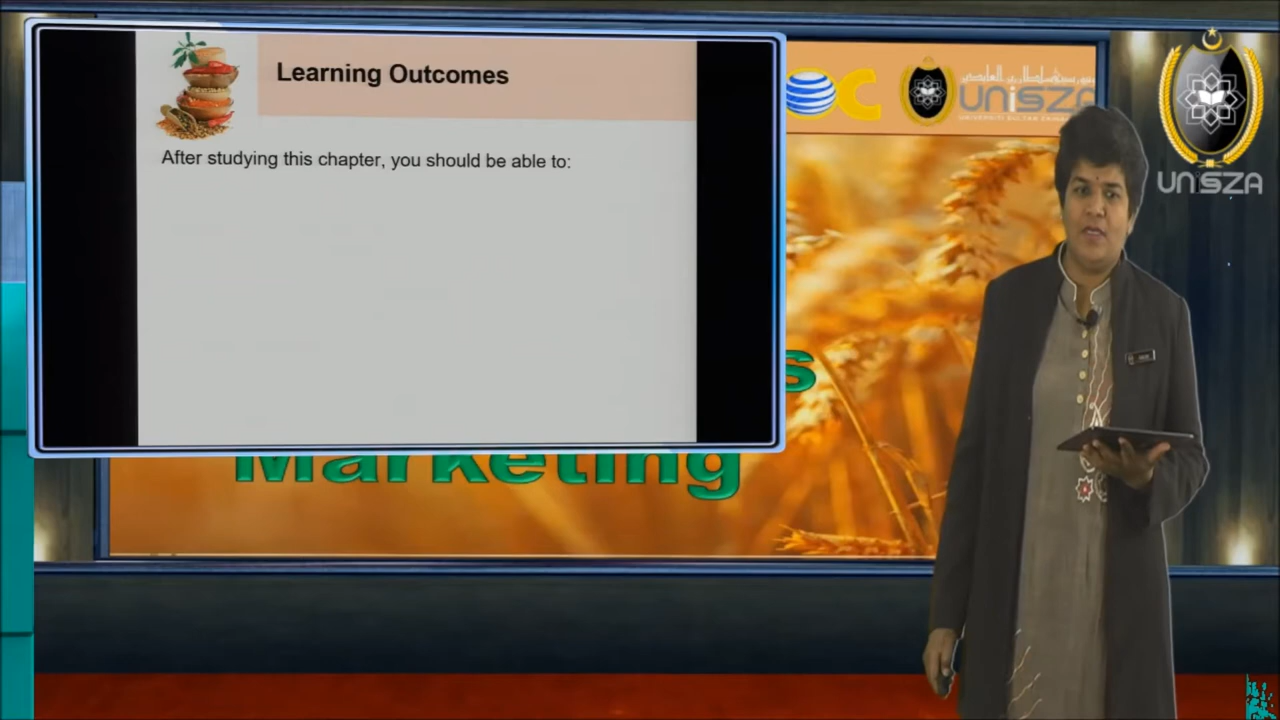 Learning Outcomes
After studying this chapter, you should be able to:
UNiSZA
UNiSZA
Marketing